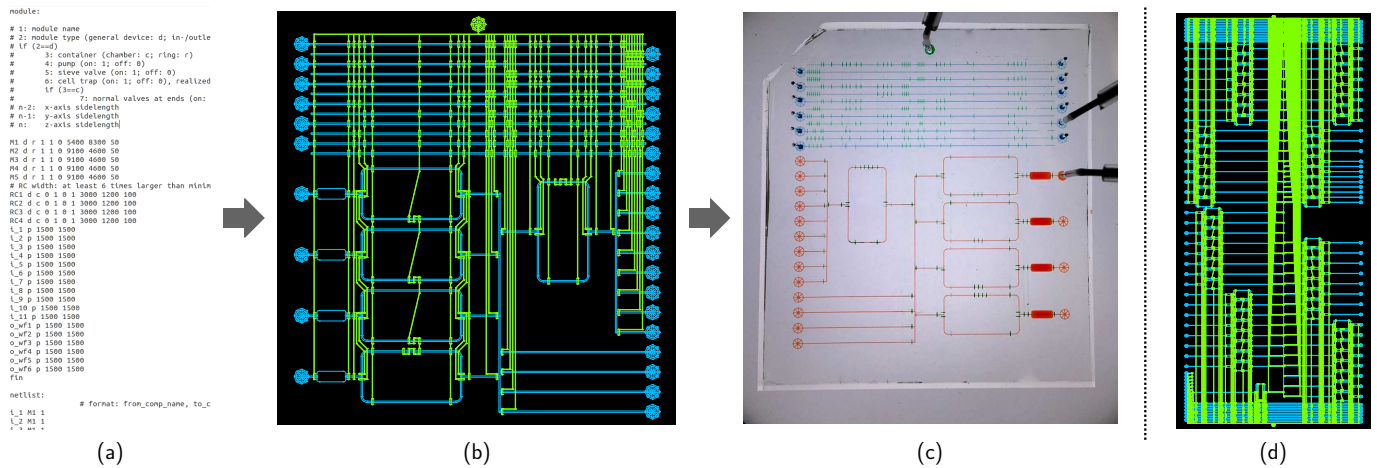 module:
# 1: module name
# 2: module type (general device: d; in-/outle
# if (2==d)
# 3: container (chamber: c; ring: r)
# 4: pump (on: 1; off: 0)
# 5: sieve valve (on: 1; off: 0)
# 6: cell trap (on: 1; off: 0), realized
# if (3==c)
# 7: normal valves at ends (on:
# n-2: x-axis sidelength
# n-1: y-axis sidelength
# n: z-axis sidelength
M1 d r 1 1 0 5400 8300 50
M2 d r 1 1 0 9100 4600 50
M3 d r 1 1 0 9100 4600 50
M4 d r 1 1 0 9100 4600 50
M5 d r 1 1 0 9100 4600 50
# RC width: at least 6 times larger than minim
RC1 d c 0 1 0 1 3000 1200 100
RC2 d c 0 1 0 1 3000 1200 100
RC3 d c 0 1 0 1 3000 1200 100
RC4 d c 0 1 0 1 3000 1200 100
i_1 p 1500 1500
i_2 p 1500 1500
i_3 p 1500 1500
i_4 p 1500 1500
i_5 p 1500 1500
i_6 p 1500 1500
i_7 p 1500 1500
i_8 p 1500 1500
i_9 p 1500 1500
i_10 p 1500 1500
i_11 p 1500 1500
o_wf1 p 1500 1500
o_wf2 p 1500 1500
o_wf3 p 1500 1500
o_wf4 p 1500 1500
o_wf5 p 1500 1500
o_wf6 p 1500 1500
fin
netlist:
# format: from_comp_name, to_c
i_1 M1 1
i_2 M1 1
(a)
(b)
(c)
(d)